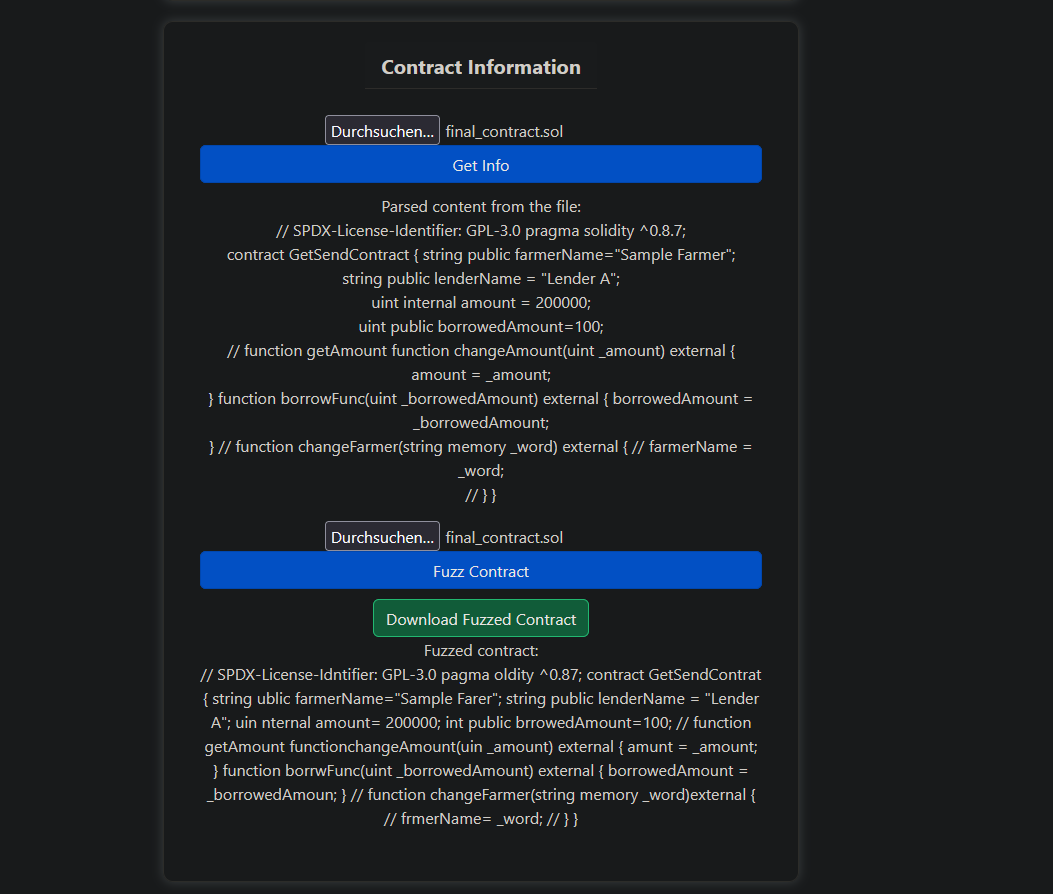 Contract Information
Durchsuchen... final_contract.sol
Get Info
Parsed content from the file:
// SPDX-License-Identifier: GPL-3.0 pragma solidity ^0.8.7;
contract GetSendContract { string public farmerName="Sample Farmer";
string public lenderName = "Lender A";
uint internal amount = 200000;
uint public borrowedAmount=100;
// function getAmount function changeAmount(uint _amount) external {
amount = _amount;
} function borrowFunc(uint _borrowedAmount) external { borrowedAmount =
_borrowedAmount;
} // function changeFarmer(string memory _word) external { // farmerName =
_word;
// } }
Durchsuchen... final_contract.sol
Fuzz Contract
Download Fuzzed Contract
Fuzzed contract:
// SPDX-License-Idntifier: GPL-3.0 pagma oldity ^0.87; contract GetSendContrat
{ string ublic farmerName="Sample Farer"; string public lenderName = "Lender
A"; uin nternal amount= 200000; int public brrowedAmount=100; // function
getAmount functionchangeAmount(uin _amount) external { amunt = _amount;
} function borrwFunc(uint _borrowedAmount) external { borrowedAmount =
_borrowedAmoun; } // function changeFarmer(string memory _word)external {
// frmerName= _word; // } }